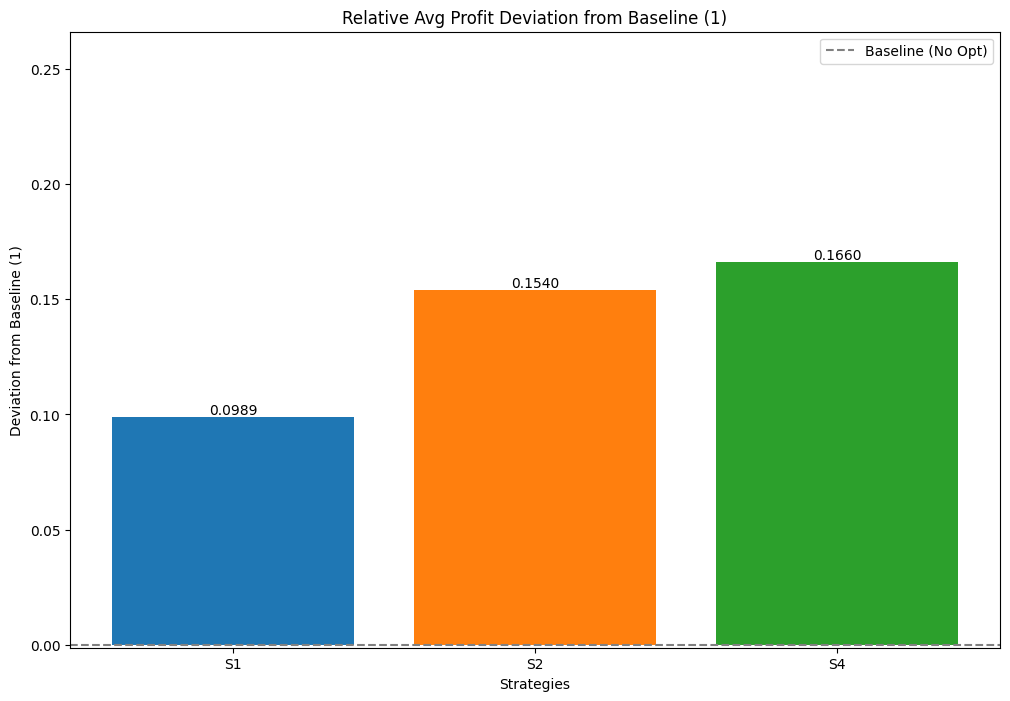 Relative Avg Profit Deviation from Baseline (1)
Baseline (No Opt)
Deviation from Baseline (1)
0.25
0.20
0.15
0.10
0.05
0.00
0.0989
0.1540
0.1660
S1
S2
S4
Strategies